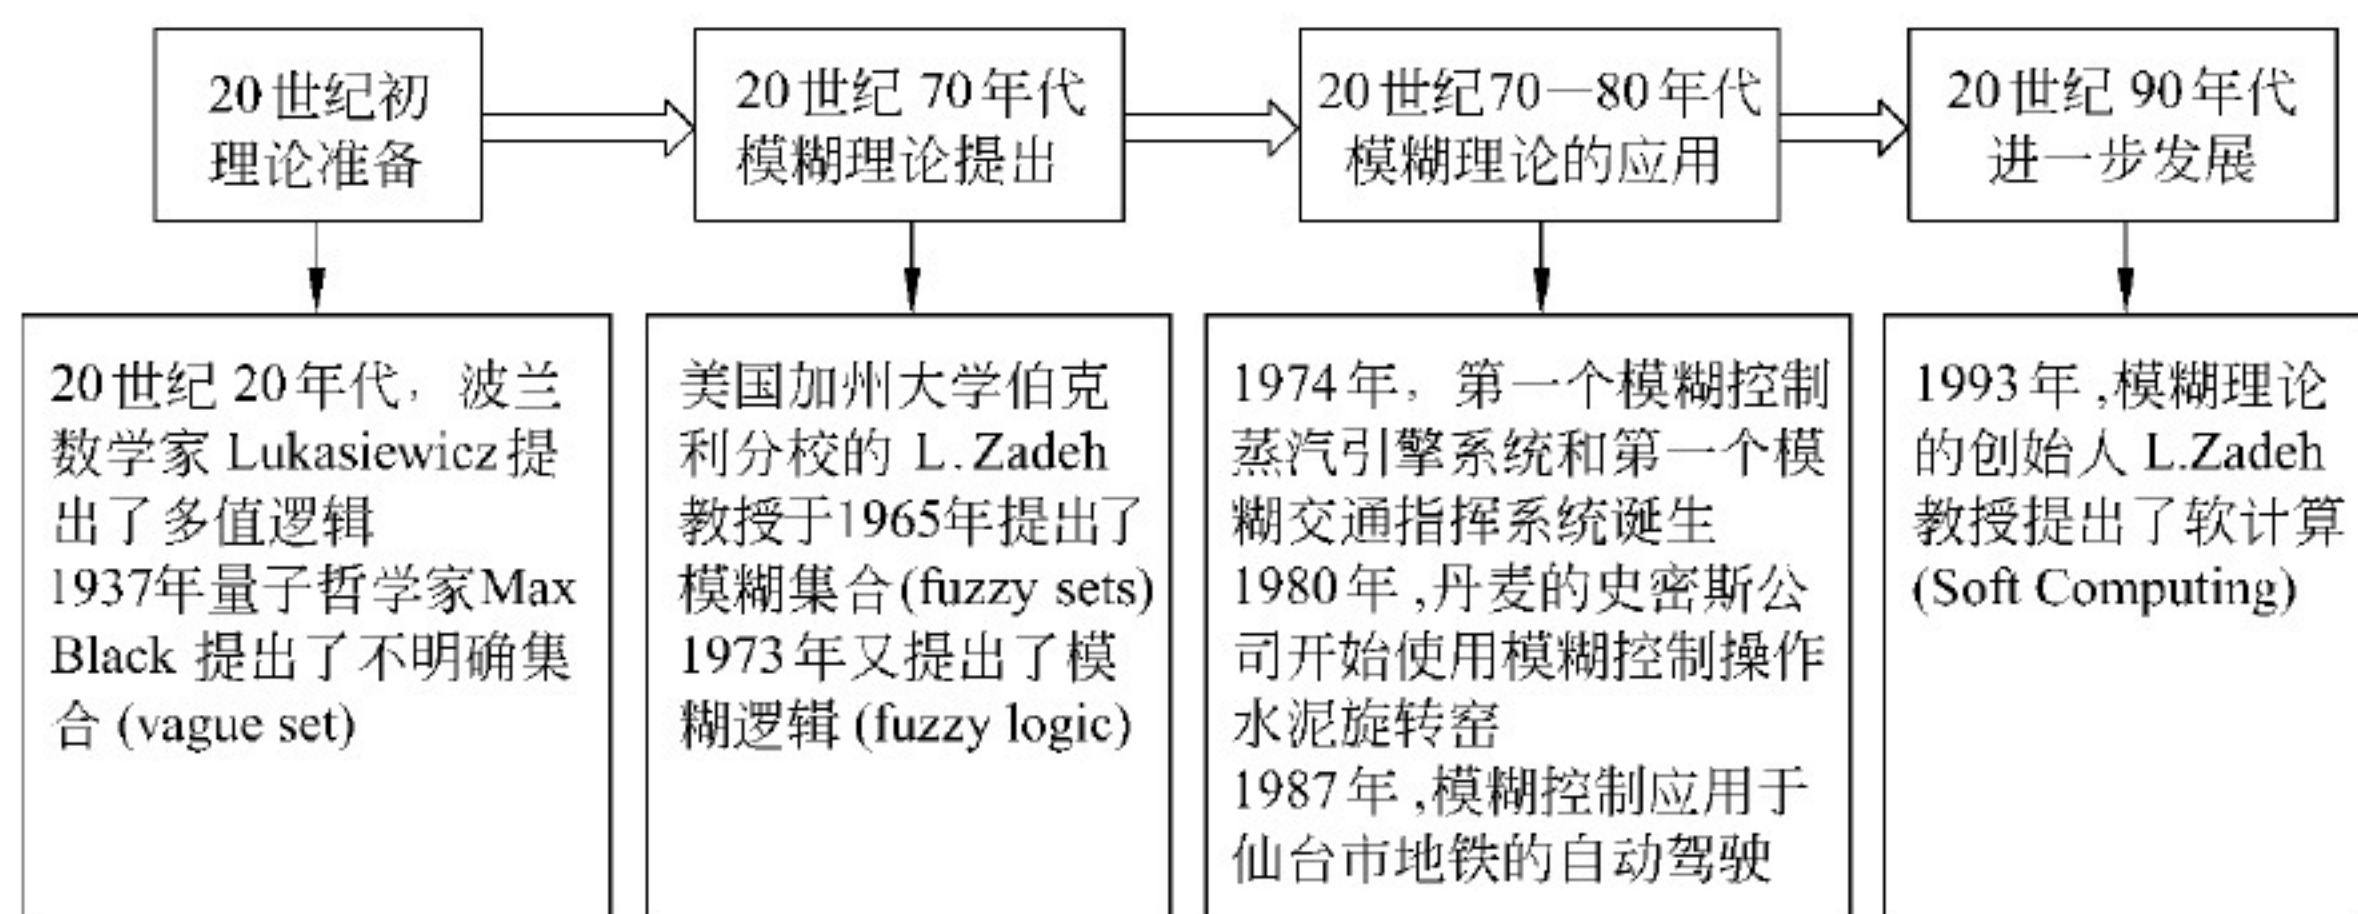 20世纪初
理论准备
20世纪 70年代
模糊理论提出
20世纪70—80年代
模糊理论的应用
20世纪 90年代
进一步发展
20世纪 20年代，波兰
数学家 Lukasiewicz提
出了多值逻辑
1937年量子哲学家Max
Black 提出了不明确集
合 (vague set)
美国加州大学伯克
利分校的 L.Zadeh
教授于1965年提出了
模糊集合(fuzzy sets)
1973年又提出了模
糊逻辑 (fuzzy logic)
1974年，第一个模糊控制
蒸汽引擎系统和第一个模
糊交通指挥系统诞生
1980年,丹麦的史密斯公
司开始使用模糊控制操作
水泥旋转窑
1987年,模糊控制应用于
仙台市地铁的自动驾驶
1993年,模糊理论
的创始人 L.Zadeh
教授提出了软计算
(Soft Computing)